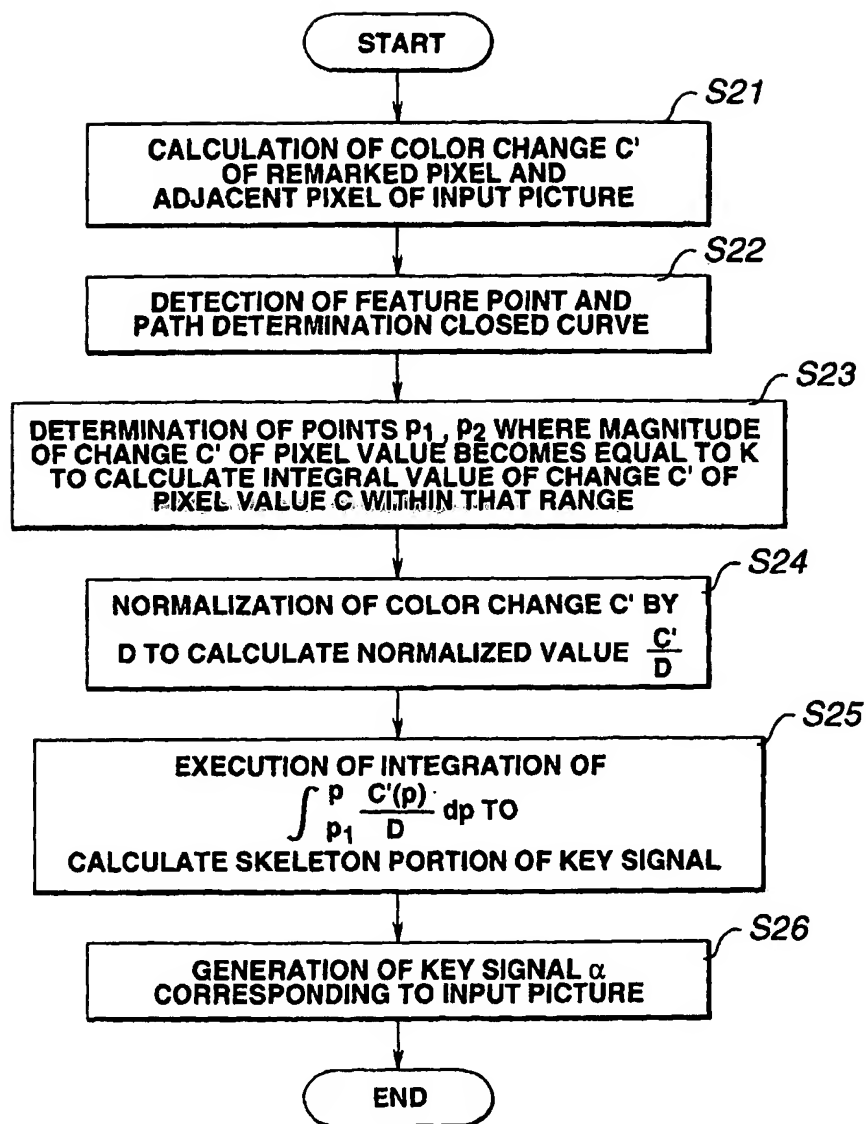 START
S21
CALCULATION OF COLOR CHANGE C'
OF REMARKED PIXEL AND
ADJACENT PIXEL OF INPUT PICTURE
S22
DETECTION OF FEATURE POINT AND
PATH DETERMINATION CLOSED CURVE
S23
DETERMINATION OF POINTS p₁, p₂ WHERE MAGNITUDE
OF CHANGE C' OF PIXEL VALUE BECOMES EQUAL TO K
TO CALCULATE INTEGRAL VALUE OF CHANGE C' OF
PIXEL VALUE C WITHIN THAT RANGE
S24
NORMALIZATION OF COLOR CHANGE C' BY
D TO CALCULATE NORMALIZED VALUE C'/D
S25
EXECUTION OF INTEGRATION OF
∫ p p₁ C'(p)/D dp TO
CALCULATE SKELETON PORTION OF KEY SIGNAL
S26
GENERATION OF KEY SIGNAL α
CORRESPONDING TO INPUT PICTURE
END